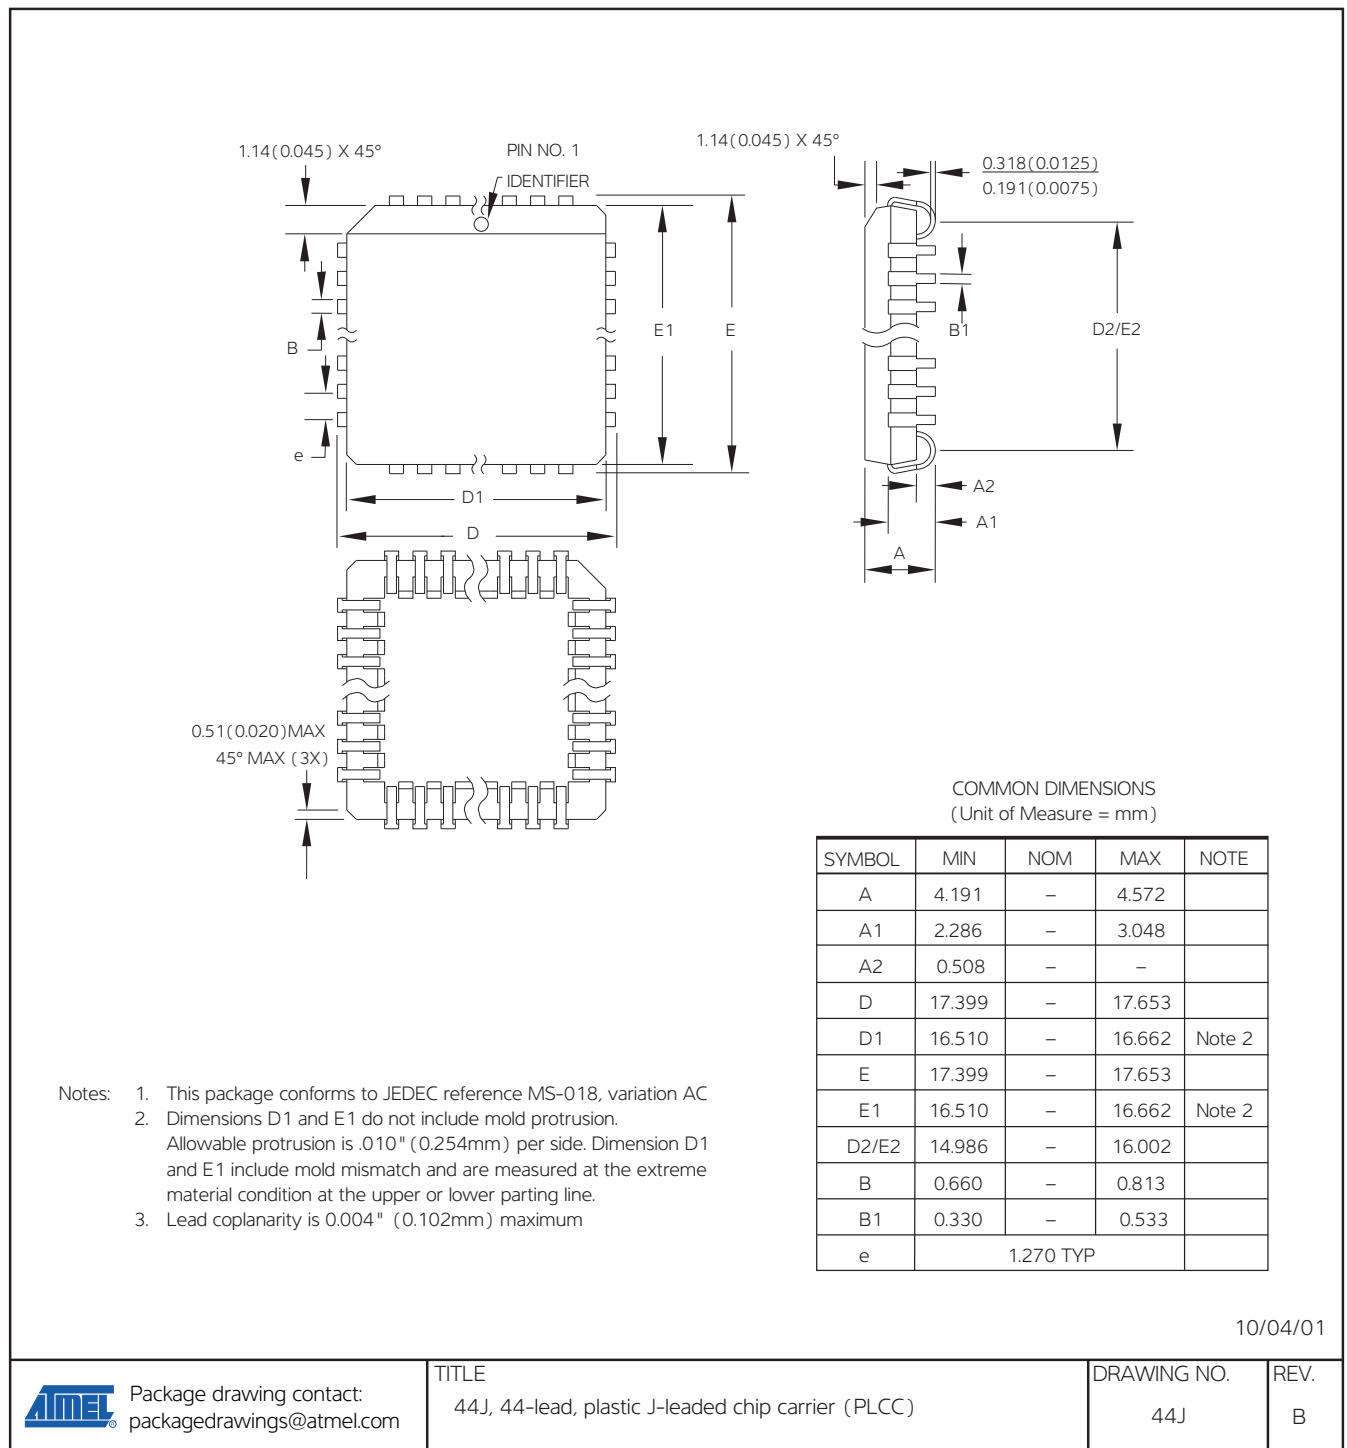 1.14(0.045) X 45°
PIN NO. 1
IDENTIFIER
1.14(0.045) X 45°
0.318(0.0125)
0.191(0.0075)
B
e
E1
E
B1
D2/E2
D1
D
A2
A1
A
0.51(0.020)MAX
45° MAX (3X)
COMMON DIMENSIONS
(Unit of Measure = mm)
SYMBOL MIN NOM MAX NOTE
A 4.191 – 4.572
A1 2.286 – 3.048
A2 0.508 – –
D 17.399 – 17.653
D1 16.510 – 16.662 Note 2
E 17.399 – 17.653
E1 16.510 – 16.662 Note 2
D2/E2 14.986 – 16.002
B 0.660 – 0.813
B1 0.330 – 0.533
e 1.270 TYP
Notes: 1. This package conforms to JEDEC reference MS-018, variation AC
2. Dimensions D1 and E1 do not include mold protrusion.
Allowable protrusion is .010" (0.254mm) per side. Dimension D1
and E1 include mold mismatch and are measured at the extreme
material condition at the upper or lower parting line.
3. Lead coplanarity is 0.004" (0.102mm) maximum
10/04/01
ATMEL ®
Package drawing contact:
packagedrawings@atmel.com
TITLE
44J, 44-lead, plastic J-leaded chip carrier (PLCC)
DRAWING NO.
44J
REV.
B